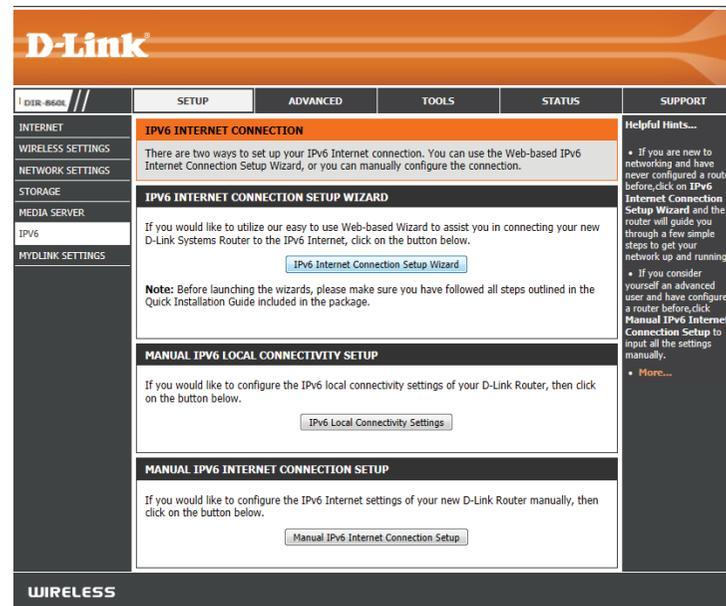 D-Link®
DIR-860L
SETUP
ADVANCED
TOOLS
STATUS
SUPPORT
INTERNET
WIRELESS SETTINGS
NETWORK SETTINGS
STORAGE
MEDIA SERVER
IPV6
MYDLINK SETTINGS
IPV6 INTERNET CONNECTION
There are two ways to set up your IPv6 Internet connection. You can use the Web-based IPv6
Internet Connection Setup Wizard, or you can manually configure the connection.
IPV6 INTERNET CONNECTION SETUP WIZARD
If you would like to utilize our easy to use Web-based Wizard to assist you in connecting your new
D-Link Systems Router to the IPv6 Internet, click on the button below.
IPv6 Internet Connection Setup Wizard
Note: Before launching the wizards, please make sure you have followed all steps outlined in the
Quick Installation Guide included in the package.
MANUAL IPV6 LOCAL CONNECTIVITY SETUP
If you would like to configure the IPv6 local connectivity settings of your D-Link Router, then click
on the button below.
IPv6 Local Connectivity Settings
MANUAL IPV6 INTERNET CONNECTION SETUP
If you would like to configure the IPv6 Internet settings of your new D-Link Router manually, then
click on the button below.
Manual IPv6 Internet Connection Setup
Helpful Hints...
• If you are new to
networking and have
never configured a route
before,click on IPv6
Internet Connection
Setup Wizard and the
router will guide you
through a few simple
steps to get your
network up and running
• If you consider
yourself an advanced
user and have configure
a router before,click
Manual IPv6 Internet
Connection Setup to
input all the settings
manually.
• More...
WIRELESS